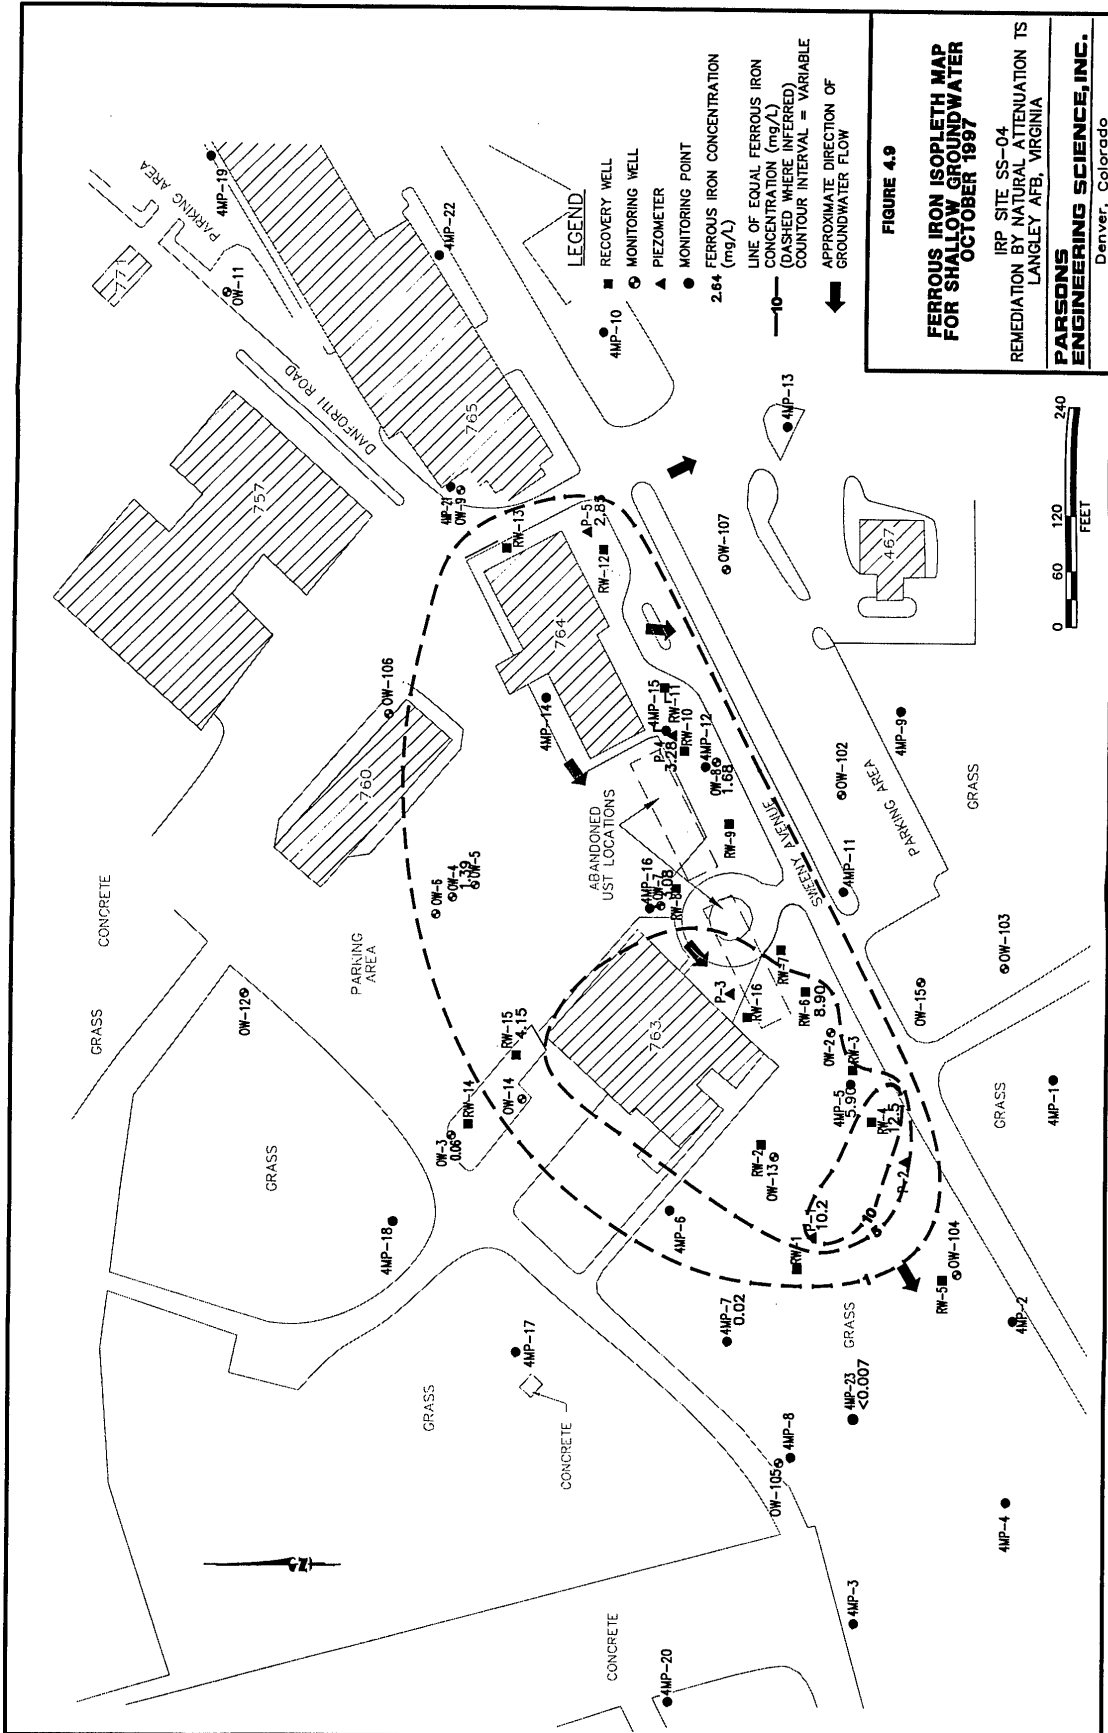 FIGURE 4.9
FERROUS IRON ISOPLETH MAP
FOR SHALLOW GROUNDWATER
OCTOBER 1997
IRP SITE SS-04
REMEDIATION BY NATURAL ATTENUATION TS
LANGLEY AFB, VIRGINIA
PARSONS
ENGINEERING SCIENCE, INC.
Denver, Colorado
LEGEND
RECOVERY WELL
MONITORING WELL
PIEZOMETER
MONITORING POINT
2.64 FERROUS IRON CONCENTRATION
(mg/L)
10 LINE OF EQUAL FERROUS IRON
CONCENTRATION (mg/L)
(DASHED WHERE INFERRED)
COUNTOUR INTERVAL = VARIABLE
APPROXIMATE DIRECTION OF
GROUNDWATER FLOW
0 60 120 240
FEET
4MP-19
PARKING AREA
OW-11
4MP-22
4MP-10
4MP-13
DANFORTH ROAD
765
757
4MP-21
OW-9
RW-13
P-5
2.85
RW-12
OW-107
467
764
OW-106
760
4MP-14
4MP-15
RW-11
P-4
3.28
RW-10
4MP-12
OW-8
1.68
RW-9
4MP-9
OW-102
PARKING AREA
GRASS
SWEENY AVENUE
4MP-11
ABANDONED
UST LOCATIONS
4MP-16
OW-7
3.08
RW-8
OW-6
OW-4
1.39
OW-5
CONCRETE
PARKING
AREA
GRASS
OW-12
RW-15
4.15
RW-14
OW-14
OW-3
0.06
763
P-3
RW-16
RW-7
RW-6
8.90
OW-2
RW-3
4MP-5
5.90
RW-4
12.5
P-2
OW-15
OW-103
GRASS
4MP-1
GRASS
4MP-18
4MP-6
RW-2
OW-13
P-1
10.2
RW-1
10
1
OW-104
RW-5
4MP-2
4MP-7
0.02
GRASS
4MP-23
<0.007
4MP-17
GRASS
CONCRETE
OW-105
4MP-8
4MP-4
4MP-3
CONCRETE
4MP-20
N